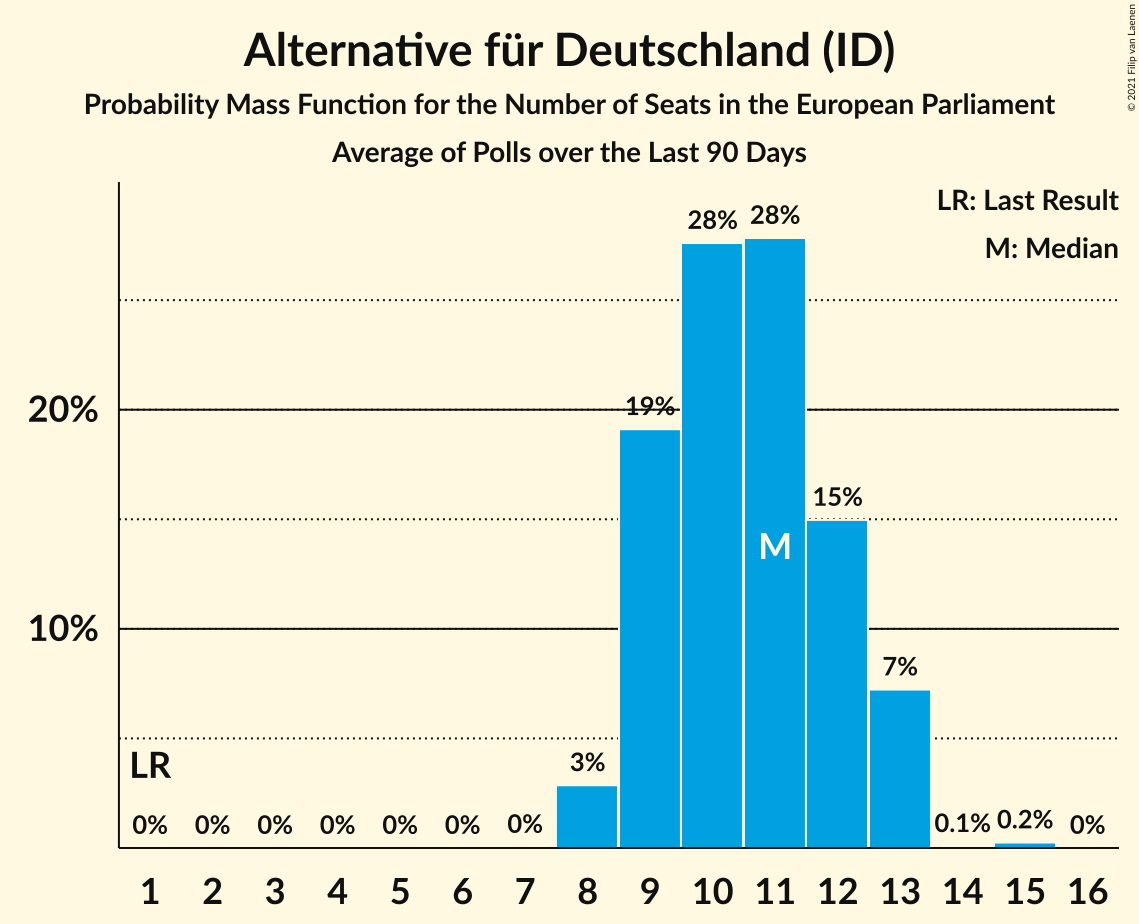 Alternative für Deutschland (ID)
Probability Mass Function for the Number of Seats in the European Parliament
Average of Polls over the Last 90 Days
© 2021 Filip van Laenen
LR: Last Result
M: Median
28% 28%
20%
19%
15%
M
10%
7%
LR
3%
0% 0% 0% 0% 0% 0% 0% 0.1% 0.2% 0%
1 2 3 4 5 6 7 8 9 10 11 12 13 14 15 16